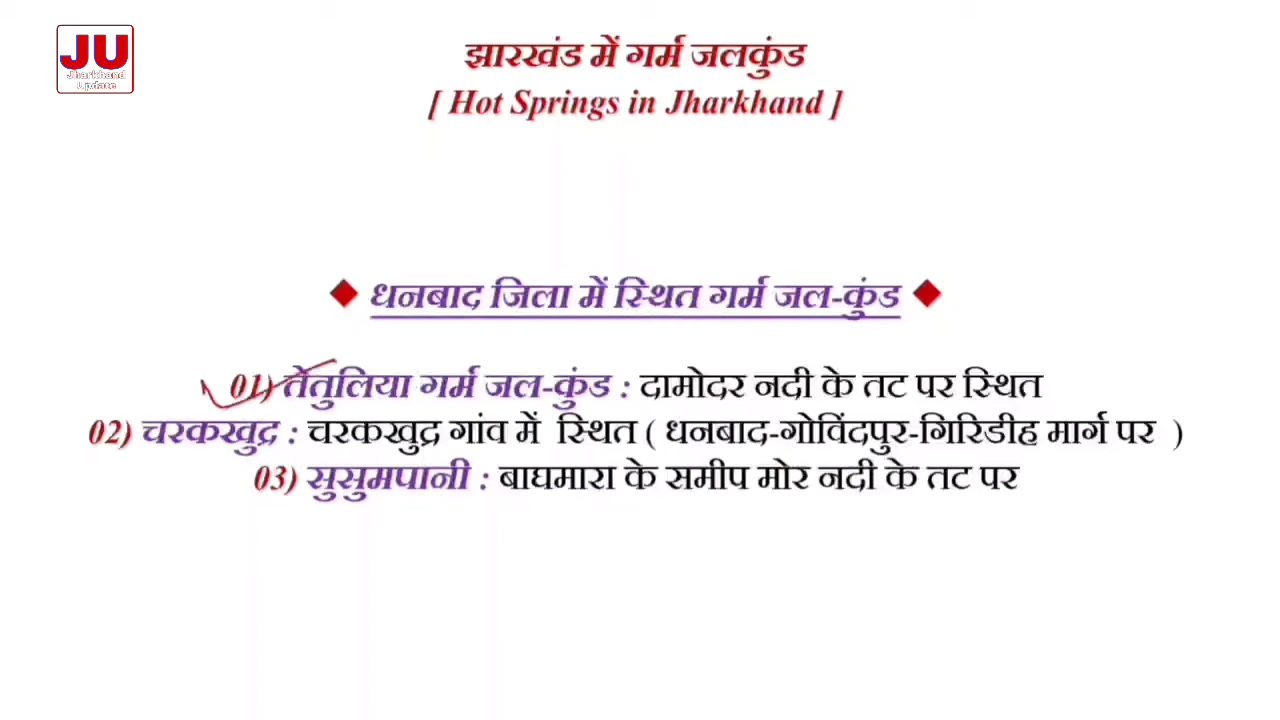 JU
Jharkhand
Update
झारखंड में गर्म जलकुंड
[ Hot Springs in Jharkhand ]
धनबाद जिला में स्थित गर्म जल-कुंड
01) तेतुलिया गर्म जल-कुंड : दामोदर नदी के तट पर स्थित
02) चरकखुद्र : चरकखुद्र गांव में स्थित ( धनबाद-गोविंदपुर-गिरिडीह मार्ग पर )
03) सुसुमपानी : बाघमारा के समीप मोर नदी के तट पर